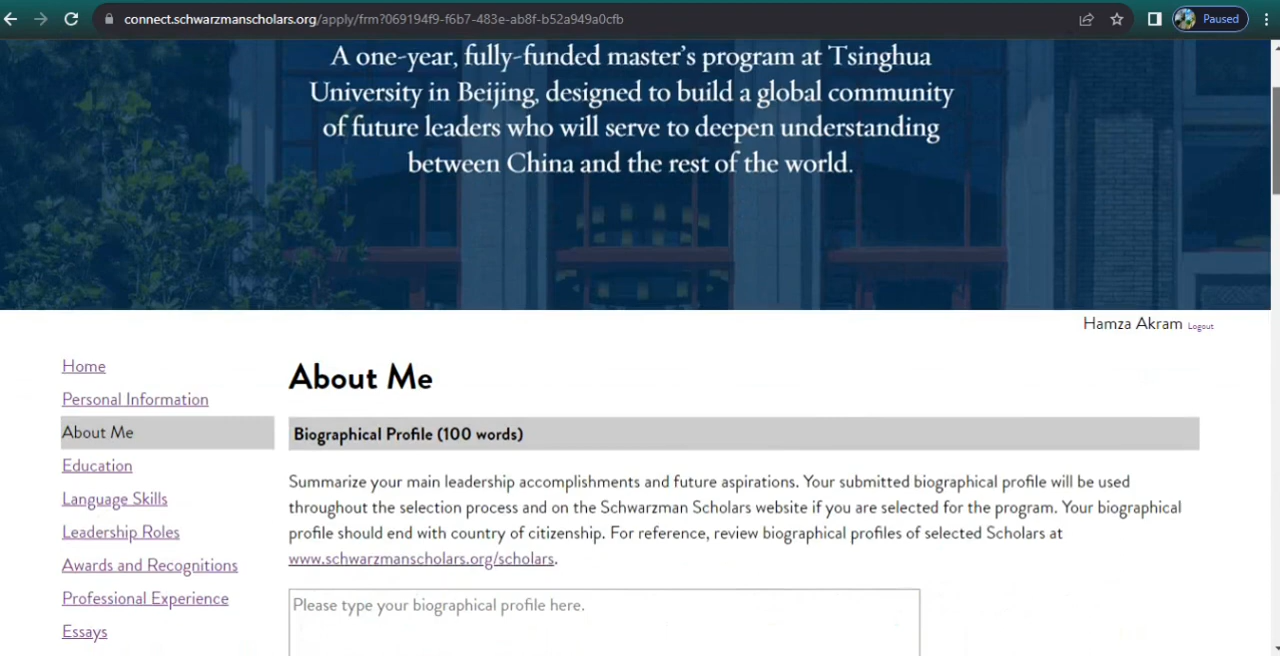 connect.schwarzmanscholars.org/apply/frm?069194f9-f6b7-483e-ab8f-b52a949a0cfb
Paused
A one-year, fully-funded master's program at Tsinghua
University in Beijing, designed to build a global community
of future leaders who will serve to deepen understanding
between China and the rest of the world.
Hamza Akram Logout
Home
Personal Information
About Me
Education
Language Skills
Leadership Roles
Awards and Recognitions
Professional Experience
Essays
About Me
Biographical Profile (100 words)
Summarize your main leadership accomplishments and future aspirations. Your submitted biographical profile will be used
throughout the selection process and on the Schwarzman Scholars website if you are selected for the program. Your biographical
profile should end with country of citizenship. For reference, review biographical profiles of selected Scholars at
www.schwarzmanscholars.org/scholars.
Please type your biographical profile here.